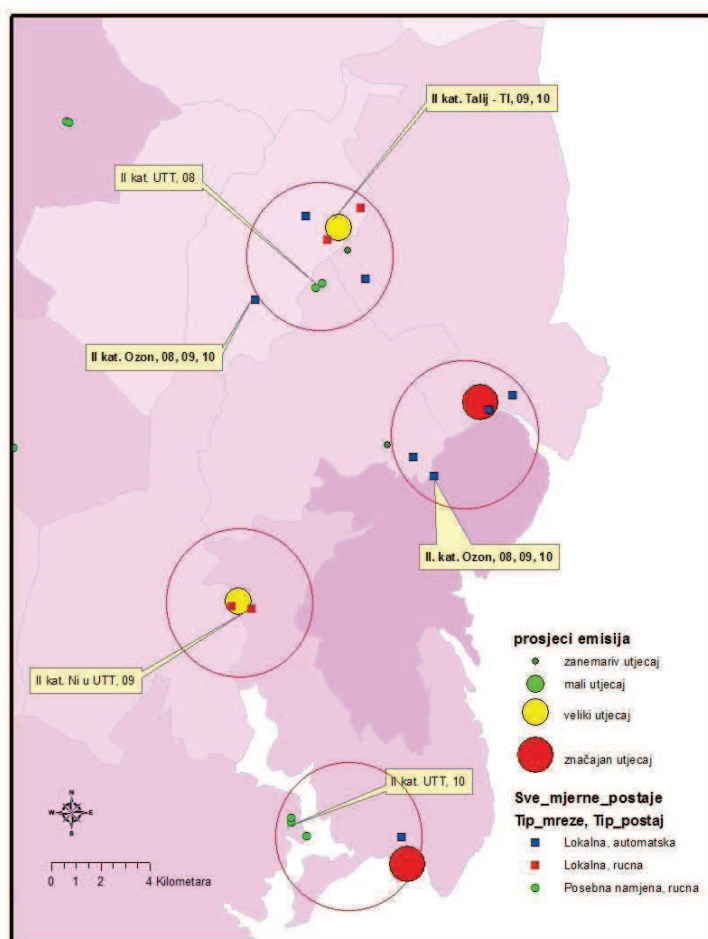 II kat. Talij - Tl, 09, 10
II kat. UTT, 08
II kat. Ozon, 08, 09, 10
II. kat. Ozon, 08, 09, 10
II kat. Ni u UTT, 09
II kat. UTT, 10
prosjeci emisija
zanemariv utjecaj
mali utjecaj
veliki utjecaj
značajan utjecaj
Sve_mjerne_postaje
Tip_mreze, Tip_postaj
Lokalna, automatska
Lokalna, rucna
Posebna namjena, rucna
N
W E
S
0 1 2 4 Kilometara